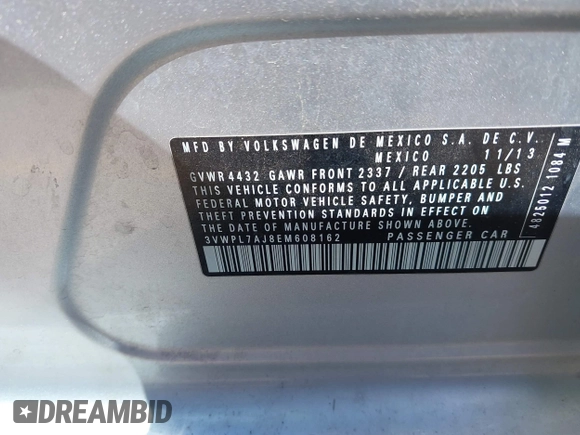 MFD BY VOLKSWAGEN DE MEXICO S.A. DE C.V.
MEXICO 11/13
GVWR 4432 GAWR FRONT 2337 / REAR 2205 LBS
THIS VEHICLE CONFORMS TO ALL APPLICABLE U.S.
FEDERAL MOTOR VEHICLE SAFETY, BUMPER AND
THEFT PREVENTION STANDARDS IN EFFECT ON
THE DATE OF MANUFACTURE SHOWN ABOVE.
3VWPL7AJ8EM608162 PASSENGER CAR
4825012 1084 M
DREAMBID